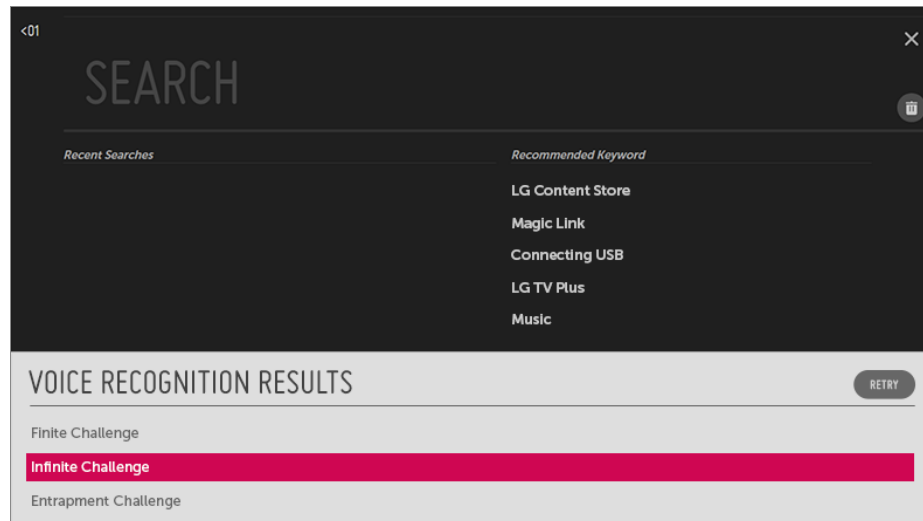 <01
SEARCH
Recent Searches
Recommended Keyword
LG Content Store
Magic Link
Connecting USB
LG TV Plus
Music
VOICE RECOGNITION RESULTS
RETRY
Finite Challenge
Infinite Challenge
Entrapment Challenge